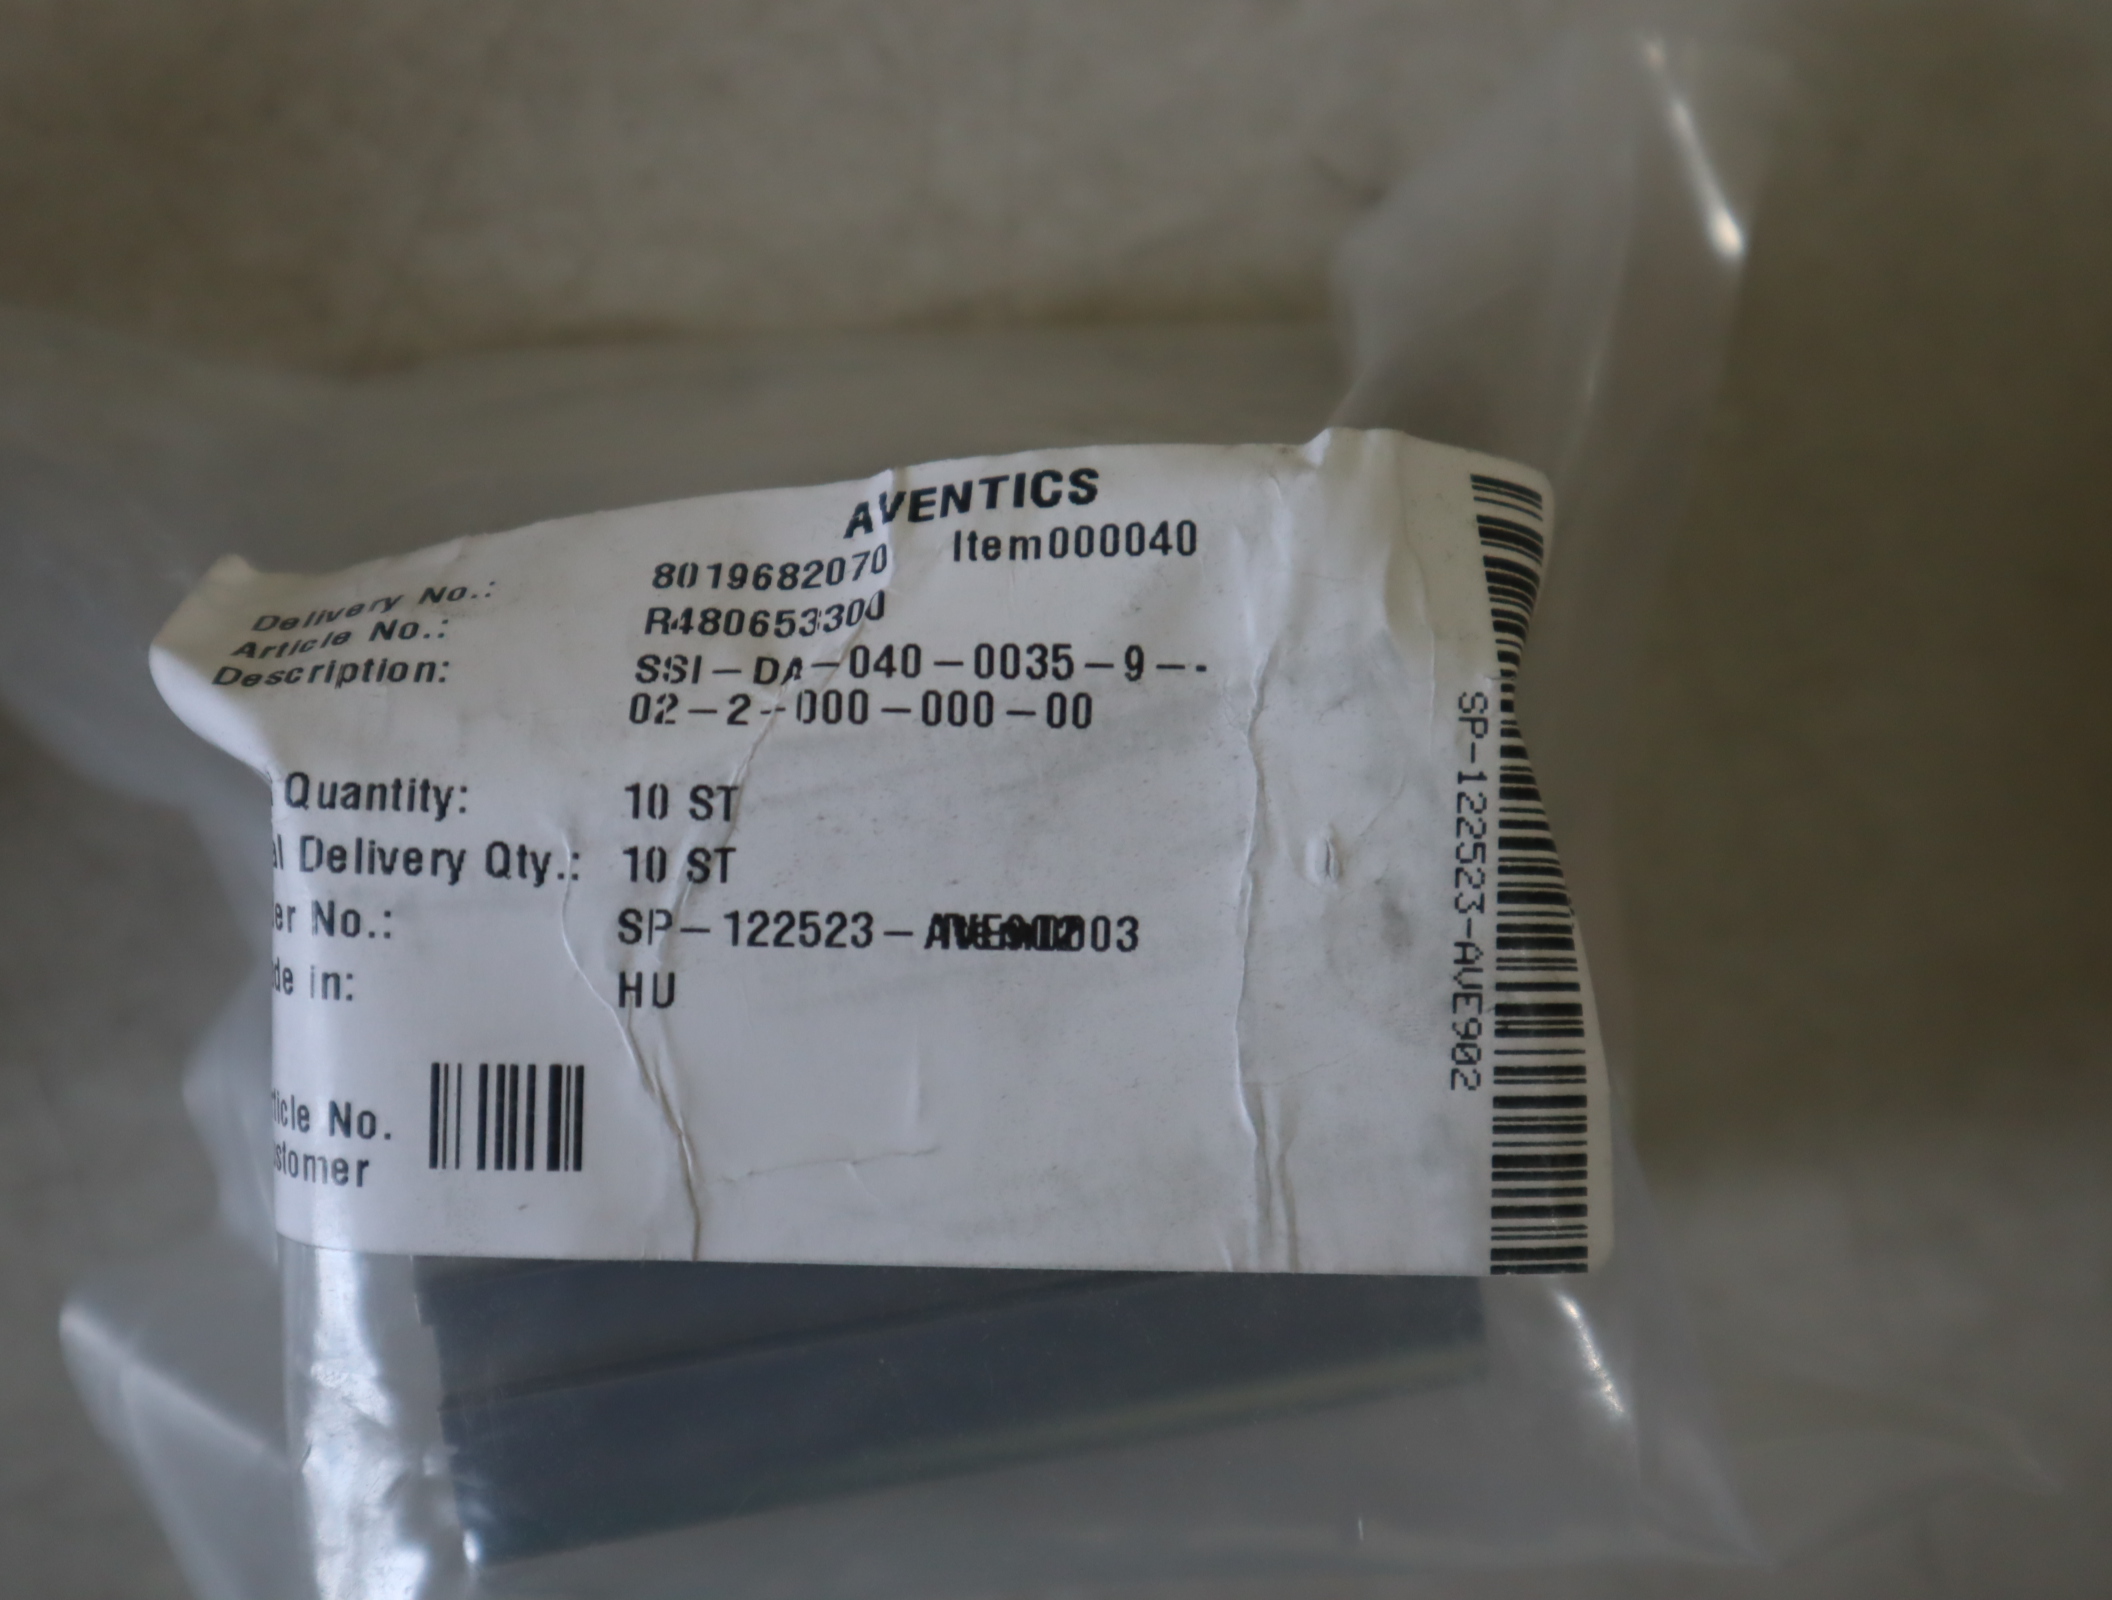 AVENTICS
Delivery No.: 8019682070 Item000040
Article No.: R480653300
Description: SSI-DA-040-0035-9--
02-2-000-000-00
Quantity: 10 ST
Delivery Qty.: 10 ST
er No.: SP-122523-
de in: HU
ticle No.
stomer
SP-122523-AVE902